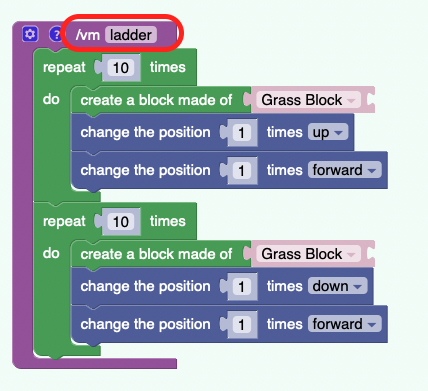 ? /vm ladder
repeat 10 times
do create a block made of Grass Block
change the position 1 times up
change the position 1 times forward
repeat 10 times
do create a block made of Grass Block
change the position 1 times down
change the position 1 times forward